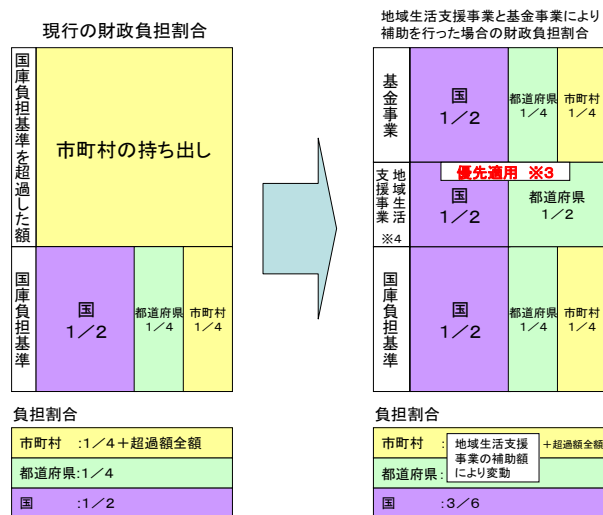 現行の財政負担割合
国庫負担基準を超過した額
市町村の持ち出し
国庫負担基準
国
1／2
都道府県
1／4
市町村
1／4
負担割合
市町村　：1／4＋超過額全額
都道府県：1／4
国　　　：1／2
地域生活支援事業と基金事業により
補助を行った場合の財政負担割合
基金事業
国
1／2
都道府県
1／4
市町村
1／4
地域生活
支援事業
※4
優先適用　※3
国
1／2
都道府県
1／2
国庫負担基準
国
1／2
都道府県
1／4
市町村
1／4
負担割合
市町村　：
地域生活支援
事業の補助額
により変動
＋超過額全額
都道府県：
国　　　：3／6